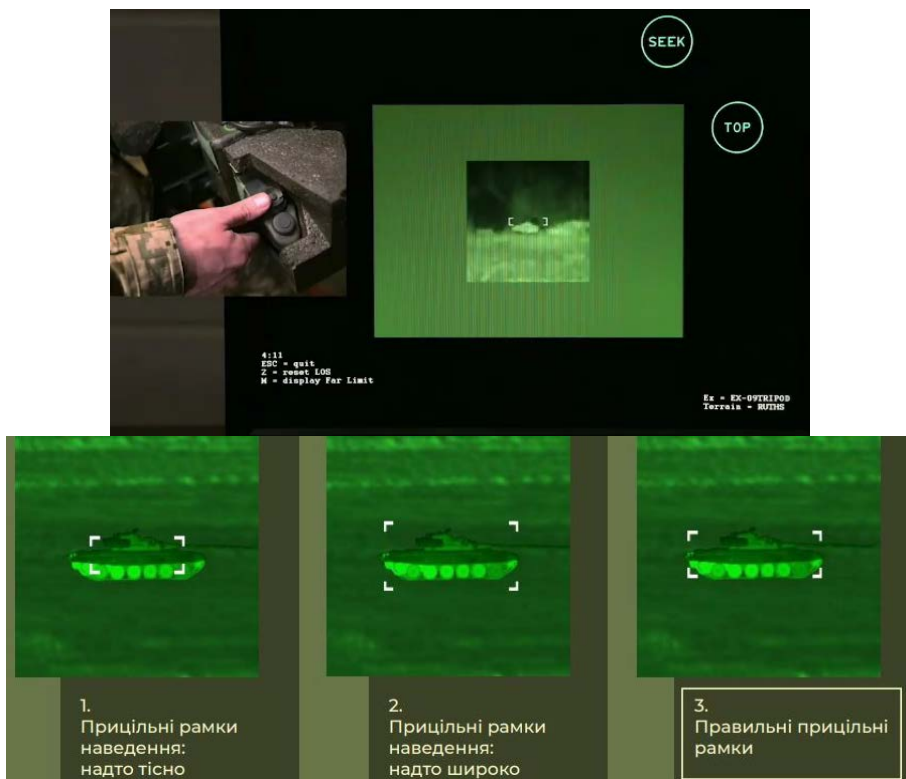 SEEK
TOP
4:11
ESC = quit
Z = reset LOS
M = display Far Limit
Ex = EX-09TRIPOD
Terrain = RUTHS
1.
Прицільні рамки
наведення:
надто тісно
2.
Прицільні рамки
наведення:
надто широко
3.
Правильні прицільні
рамки